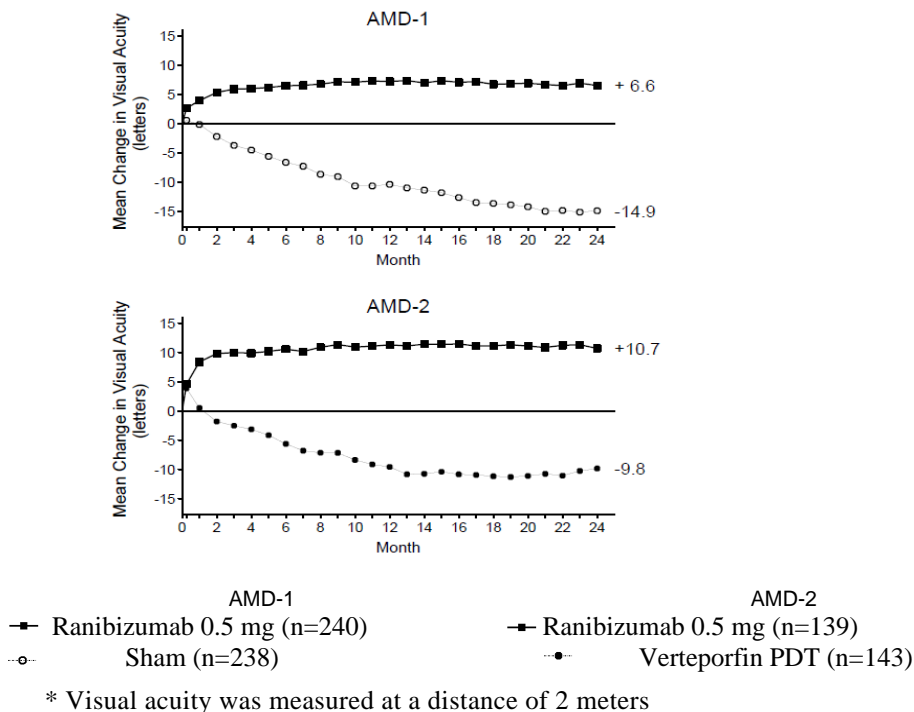 AMD-1
Mean Change in Visual Acuity
(letters)
15
10
5
0
-5
-10
-15
+ 6.6
-14.9
0 2 4 6 8 10 12 14 16 18 20 22 24
Month
AMD-2
Mean Change in Visual Acuity
(letters)
15
10
5
0
-5
-10
-15
+10.7
-9.8
0 2 4 6 8 10 12 14 16 18 20 22 24
Month
AMD-1 AMD-2
Ranibizumab 0.5 mg (n=240) Ranibizumab 0.5 mg (n=139)
Sham (n=238) Verteporfin PDT (n=143)
* Visual acuity was measured at a distance of 2 meters